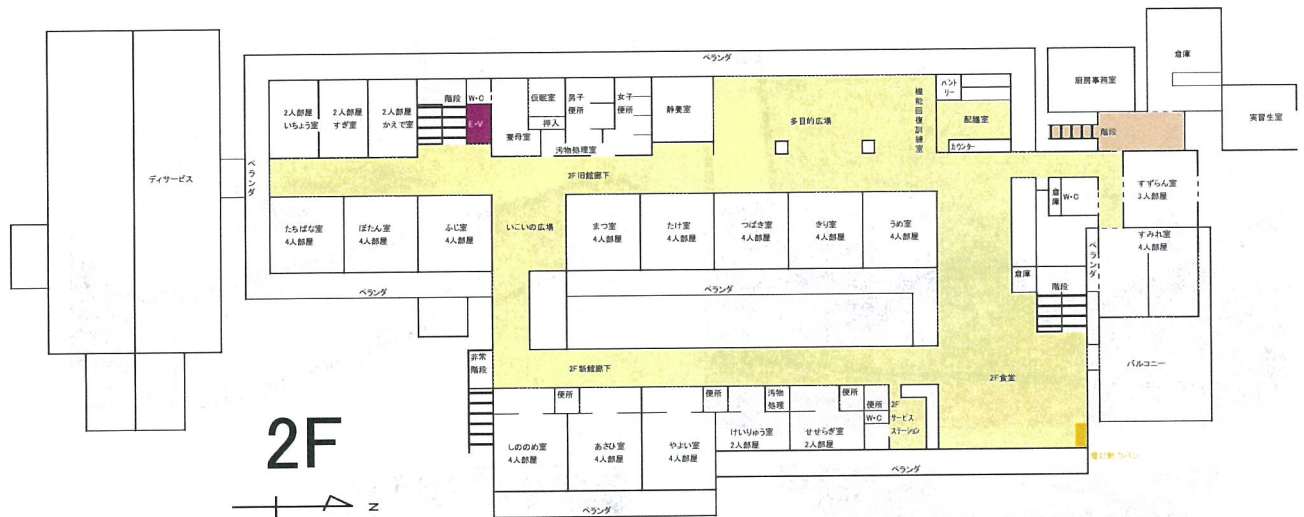 ベランダ
倉庫
厨房事務室
実習生室
階段
ディサービス
ベランダ
2人部屋
いちょう室
2人部屋
すぎ室
2人部屋
かえで室
階段
W・C
E・V
寮母室
仮眠室
押入
男子
便所
女子
便所
汚物処理室
静養室
多目的広場
機能回復訓練室
パントリー
配膳室
カウンター
2F旧館廊下
たちばな室
4人部屋
ぼたん室
4人部屋
ふじ室
4人部屋
いこいの広場
まつ室
4人部屋
たけ室
4人部屋
つばき室
4人部屋
きり室
4人部屋
うめ室
4人部屋
倉庫
W・C
すずらん室
3人部屋
すみれ室
4人部屋
ベランダ
倉庫
階段
ベランダ
ベランダ
バルコニー
非常
階段
2F新館廊下
2F食堂
便所
便所
汚物
処理
便所
便所
W・C
2F
サービス
ステーション
しののめ室
4人部屋
あさひ室
4人部屋
やよい室
4人部屋
けいりゅう室
2人部屋
せせらぎ室
2人部屋
ベランダ
ベランダ
2F
N